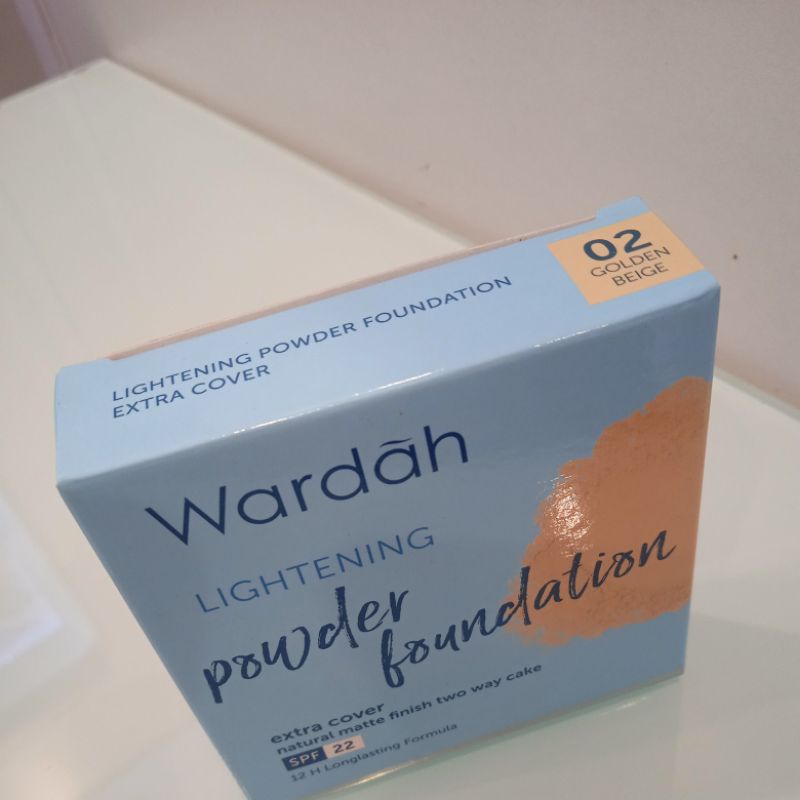 02
GOLDEN
BEIGE
LIGHTENING POWDER FOUNDATION
EXTRA COVER
Wardãh
LIGHTENING
powder
foundation
extra cover
natural matte finish two way cake
SPF 22
12 H Longlasting Formula